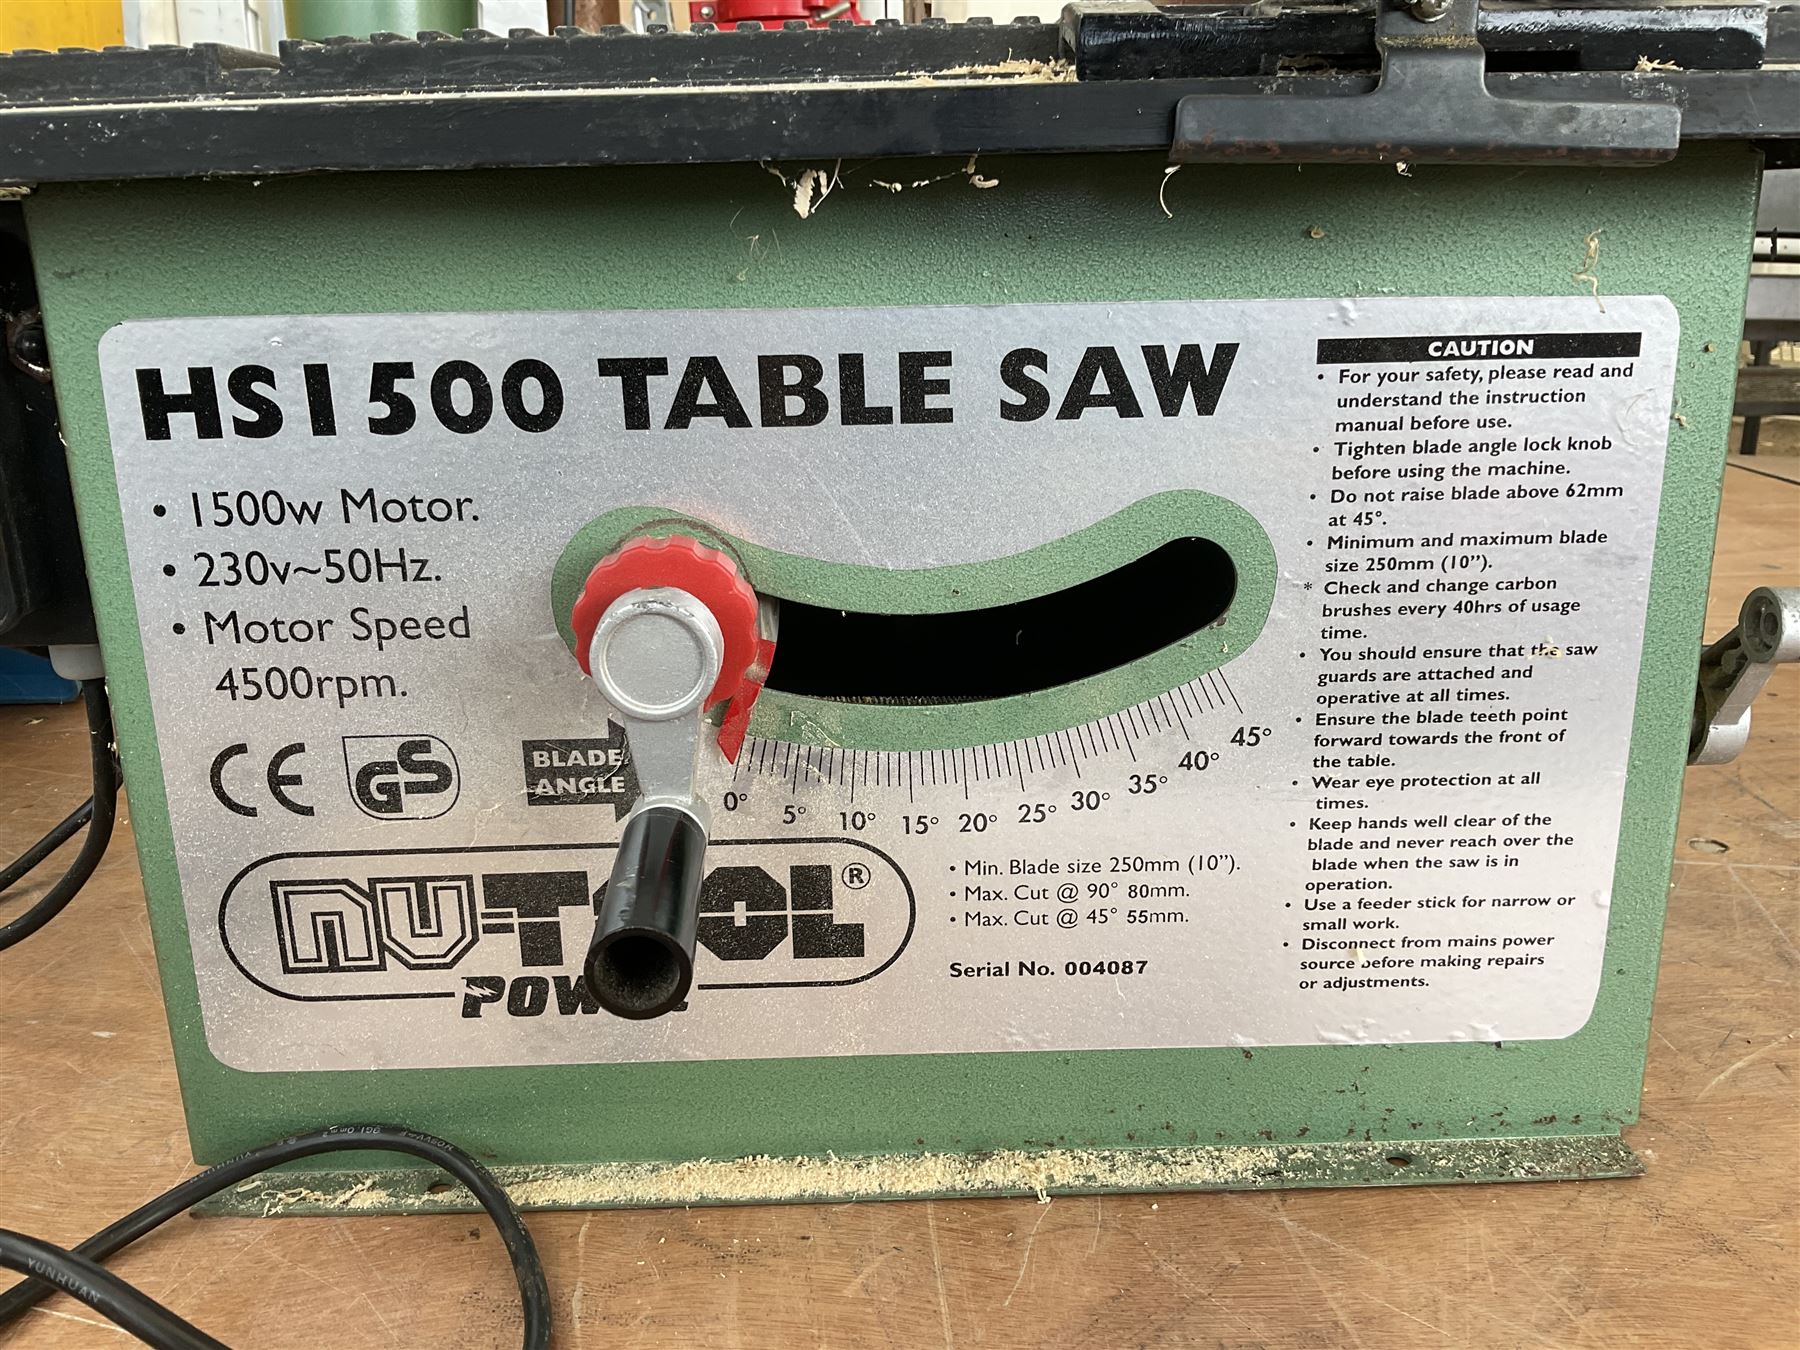 HS1500 TABLE SAW
• 1500w Motor.
• 230v~50Hz.
• Motor Speed
4500rpm.
CE
GS
BLADE
ANGLE
0° 5° 10° 15° 20° 25° 30° 35° 40° 45°
NU-TOOL®
• Min. Blade size 250mm (10”).
• Max. Cut @ 90° 80mm.
• Max. Cut @ 45° 55mm.
Serial No. 004087
CAUTION
• For your safety, please read and
understand the instruction
manual before use.
• Tighten blade angle lock knob
before using the machine.
• Do not raise blade above 62mm
at 45°.
• Minimum and maximum blade
size 250mm (10”).
* Check and change carbon
brushes every 40hrs of usage
time.
• You should ensure that the saw
guards are attached and
operative at all times.
• Ensure the blade teeth point
forward towards the front of
the table.
• Wear eye protection at all
times.
• Keep hands well clear of the
blade and never reach over the
blade when the saw is in
operation.
• Use a feeder stick for narrow or
small work.
• Disconnect from mains power
source before making repairs
or adjustments.
YUNHUAN